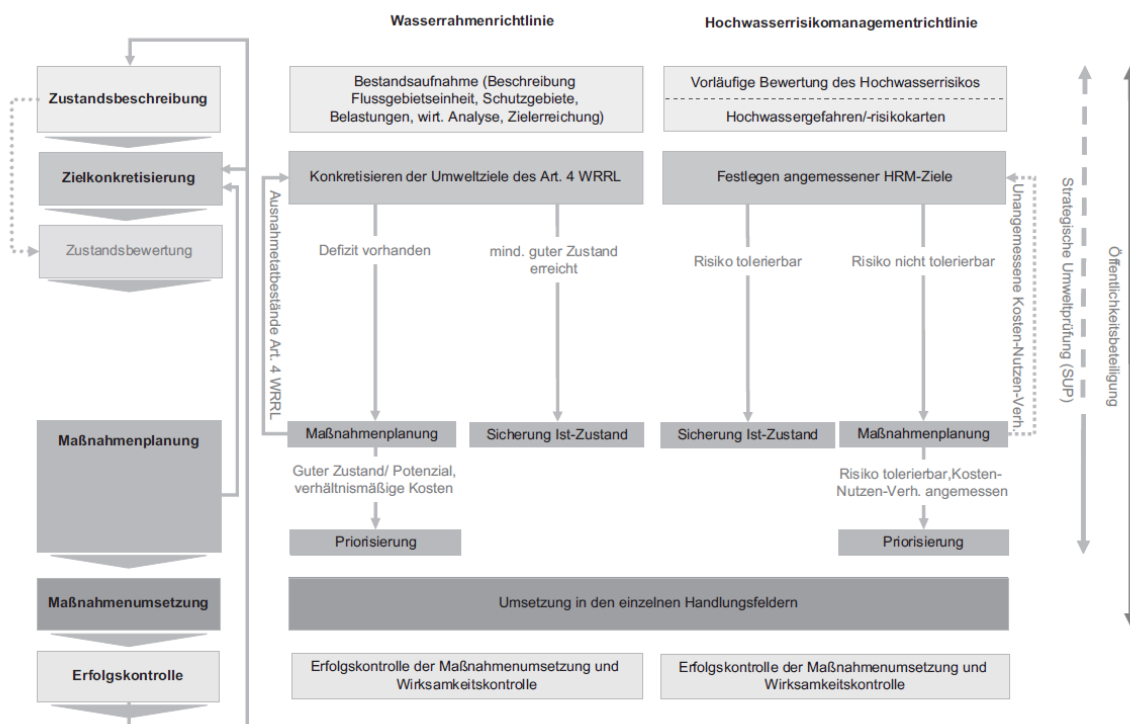 Wasserrahmenrichtlinie
Hochwasserrisikomanagementrichtlinie
Zustandsbeschreibung
Bestandsaufnahme (Beschreibung
Flussgebietseinheit, Schutzgebiete,
Belastungen, wirt. Analyse, Zielerreichung)
Vorläufige Bewertung des Hochwasserrisikos
Hochwassergefahren/-risikokarten
Zielkonkretisierung
Konkretisieren der Umweltziele des Art. 4 WRRL
Festlegen angemessener HRM-Ziele
Zustandsbewertung
Defizit vorhanden
mind. guter Zustand
erreicht
Risiko tolerierbar
Risiko nicht tolerierbar
Ausnahmetatbestände Art. 4 WRRL
Unangemessene Kosten-Nutzen-Verh.
Strategische Umweltprüfung (SUP)
Öffentlichkeitsbeteiligung
Maßnahmenplanung
Maßnahmenplanung
Sicherung Ist-Zustand
Sicherung Ist-Zustand
Maßnahmenplanung
Guter Zustand/ Potenzial,
verhältnismäßige Kosten
Risiko tolerierbar,Kosten-
Nutzen-Verh. angemessen
Priorisierung
Priorisierung
Maßnahmenumsetzung
Umsetzung in den einzelnen Handlungsfeldern
Erfolgskontrolle
Erfolgskontrolle der Maßnahmenumsetzung und
Wirksamkeitskontrolle
Erfolgskontrolle der Maßnahmenumsetzung und
Wirksamkeitskontrolle